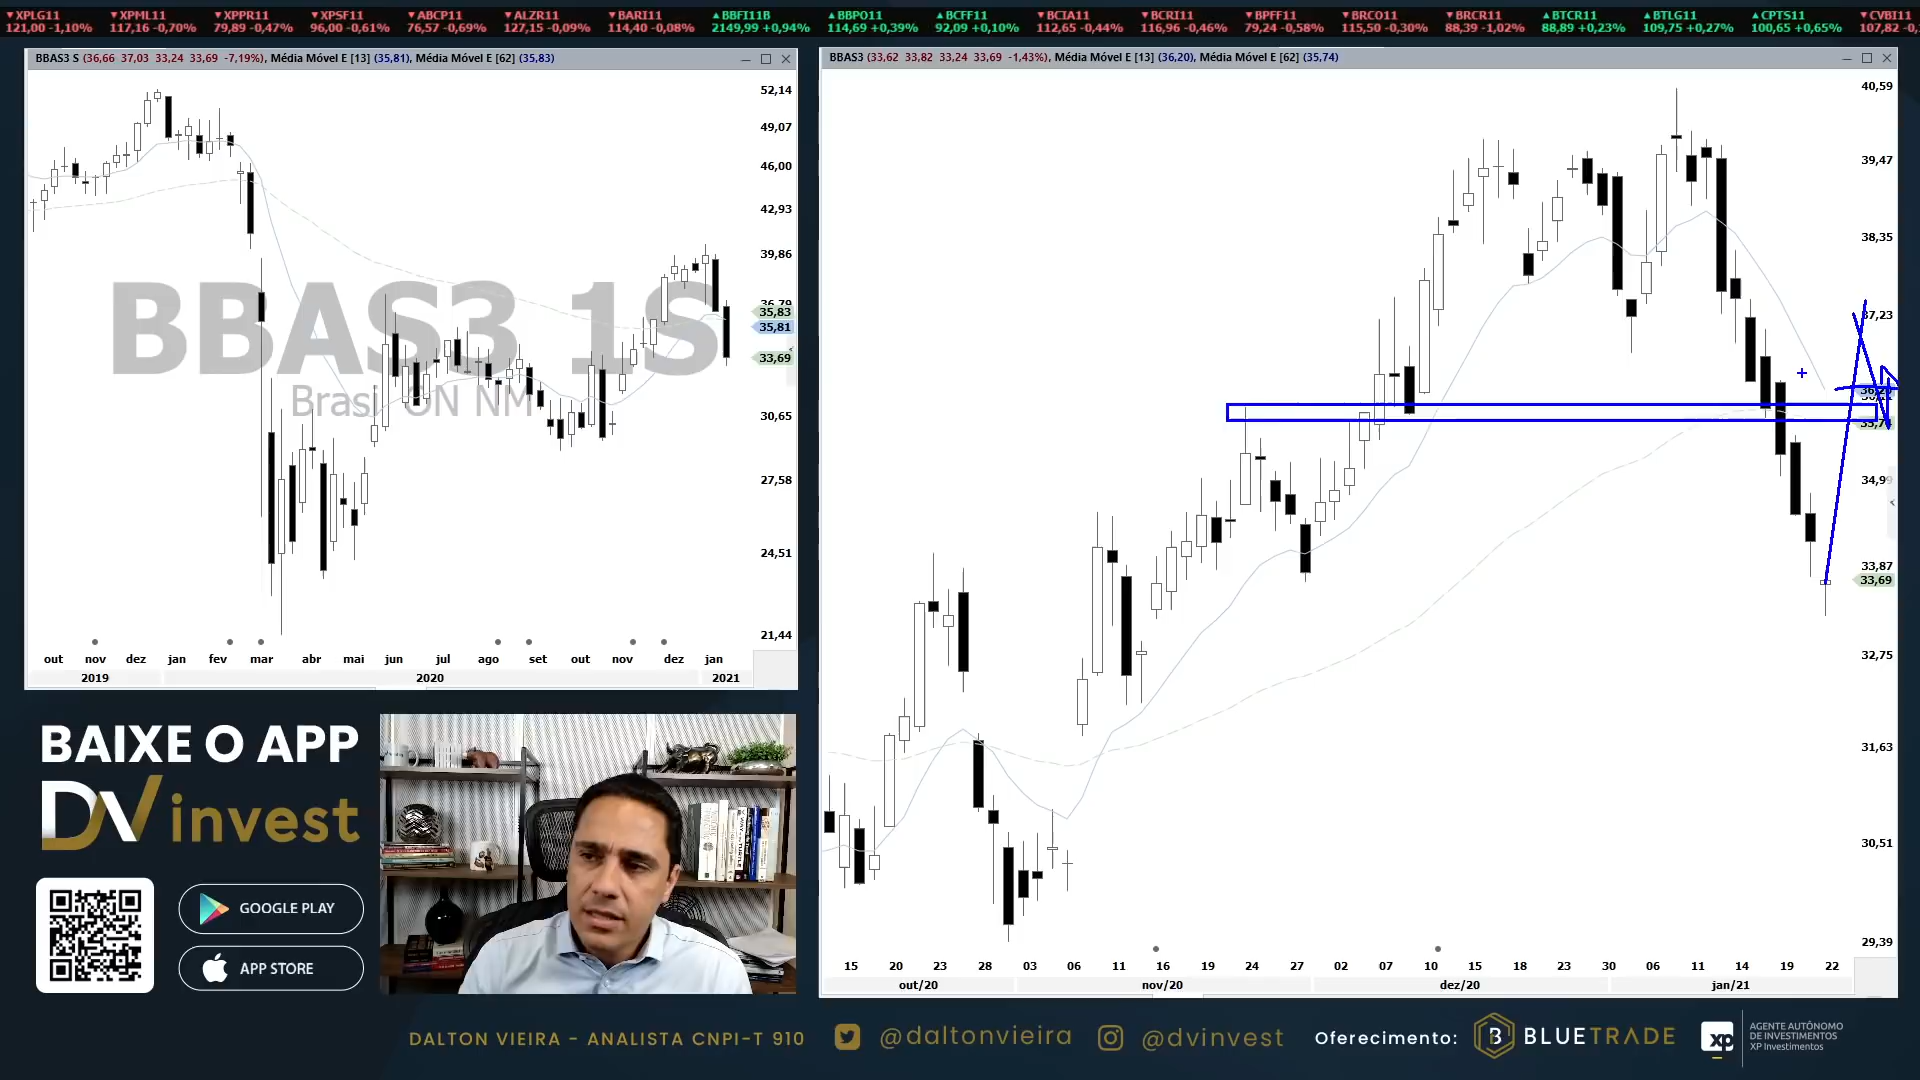 ▼XPLG11 ▼XPML11 ▼XPPR11 ▼XPSF11 ▼ABCP11 ▼ALZR11 ▼BARI11 ▲BBFI11B ▲BBPO11 ▲BCFF11 ▼BCIA11 ▼BCRI11 ▼BPFF11 ▼BRCO11 ▼BRCR11 ▲BTCR11 ▲BTLG11 ▲CPTS11 ▼CVBI11
121,00 -1,10% 117,16 -0,70% 79,89 -0,47% 96,00 -0,61% 76,57 -0,69% 127,15 -0,09% 114,40 -0,08% 2149,99 +0,94% 114,69 +0,39% 92,09 +0,10% 112,65 -0,44% 116,96 -0,46% 79,24 -0,58% 115,50 -0,30% 88,39 -1,02% 88,89 +0,23% 109,75 +0,27% 100,65 +0,65% 107,82 -0,
BBAS3 S (36,66 37,03 33,24 33,69 -7,19%), Média Móvel E [13] (35,81), Média Móvel E [62] (35,83)
52,14
49,07
46,00
42,93
39,86
36,79
35,83
35,81
33,69
30,65
27,58
24,51
21,44
BBAS3 1S
Brasil ON NM
out nov dez jan fev mar abr mai jun jul ago set out nov dez jan
2019 2020 2021
BBAS3 (33,62 33,82 33,24 33,69 -1,43%), Média Móvel E [13] (36,20), Média Móvel E [62] (35,74)
40,59
39,47
38,35
37,23
35,7
34,99
33,87
33,69
32,75
31,63
30,51
29,39
15 20 23 28 03 06 11 16 19 24 27 02 07 10 15 18 23 30 06 11 14 19 22
out/20 nov/20 dez/20 jan/21
BAIXE O APP
DV invest
GOOGLE PLAY
APP STORE
DALTON VIEIRA - ANALISTA CNPI-T 910 @daltonvieira @dvinvest Oferecimento: B BLUETRADE xp
AGENTE AUTÔNOMO
DE INVESTIMENTOS
XP Investimentos